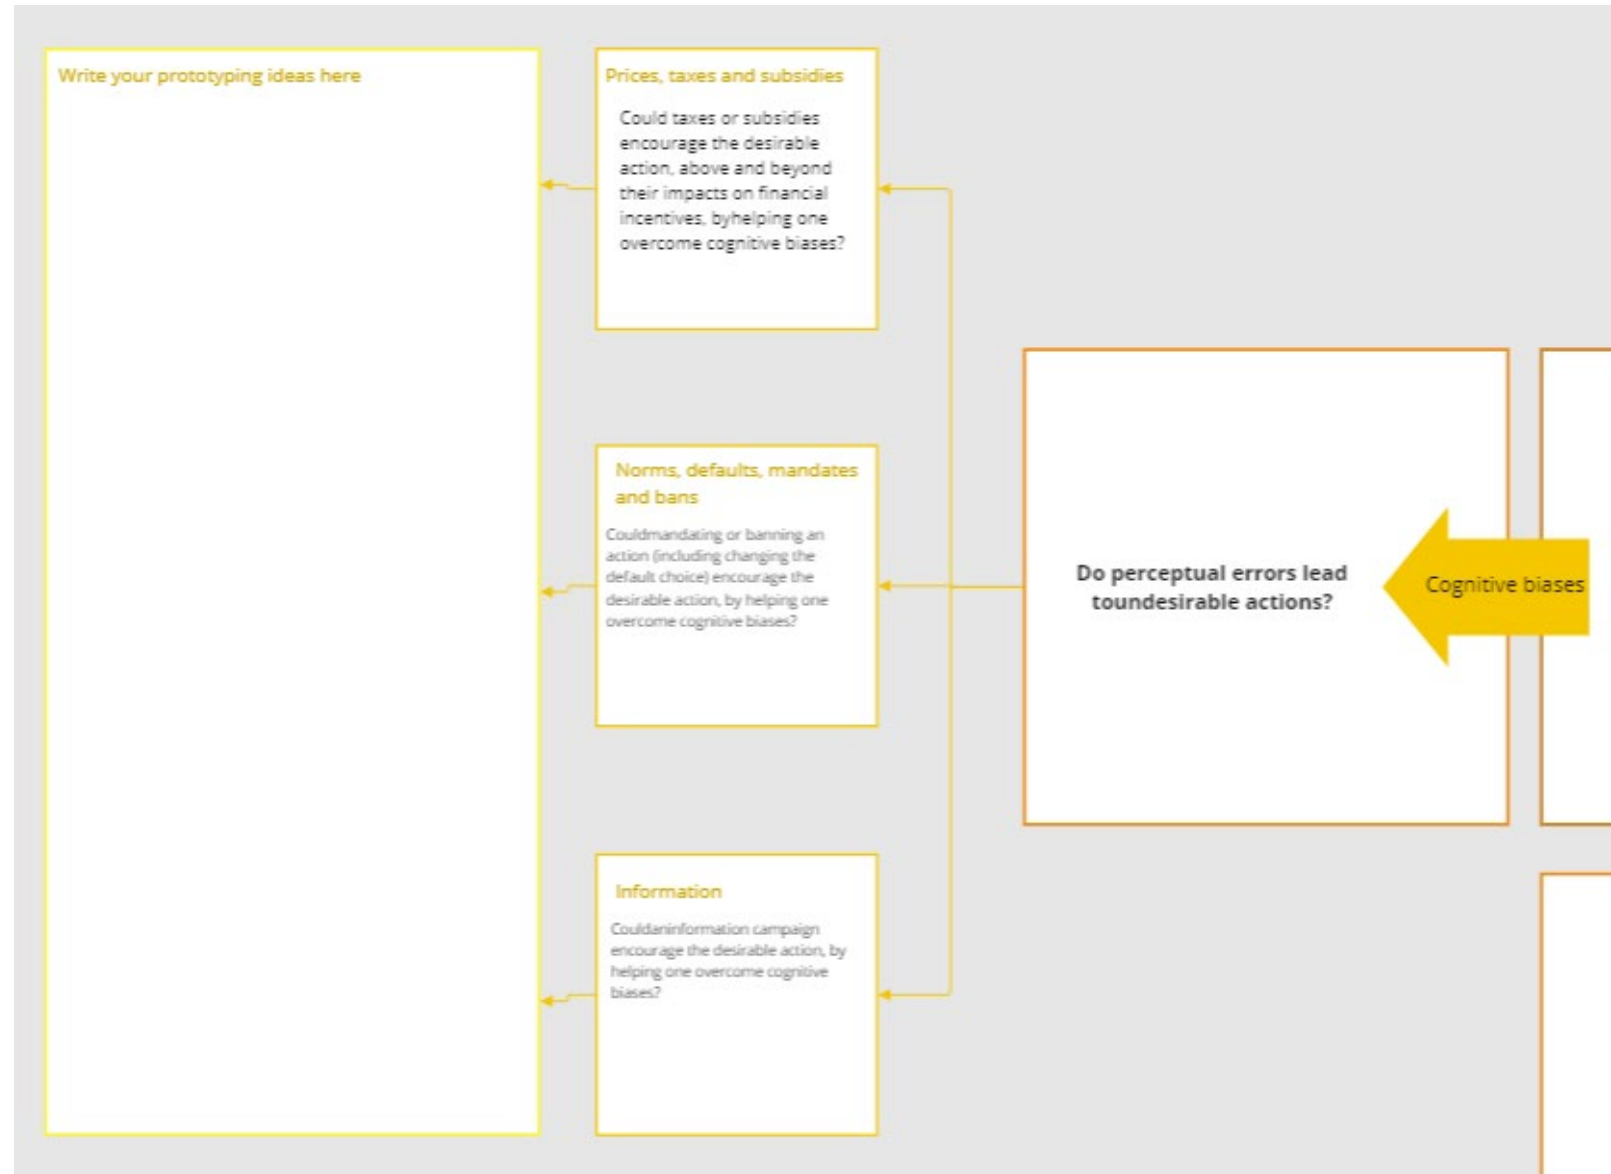 Write your prototyping ideas here
Prices, taxes and subsidies
Could taxes or subsidies
encourage the desirable
action, above and beyond
their impacts on financial
incentives, byhelping one
overcome cognitive biases?
Norms, defaults, mandates
and bans
Couldmandating or banning an
action (including changing the
default choice) encourage the
desirable action, by helping one
overcome cognitive biases?
Information
Couldaninformation campaign
encourage the desirable action, by
helping one overcome cognitive
biases?
Do perceptual errors lead
toundesirable actions?
Cognitive biases